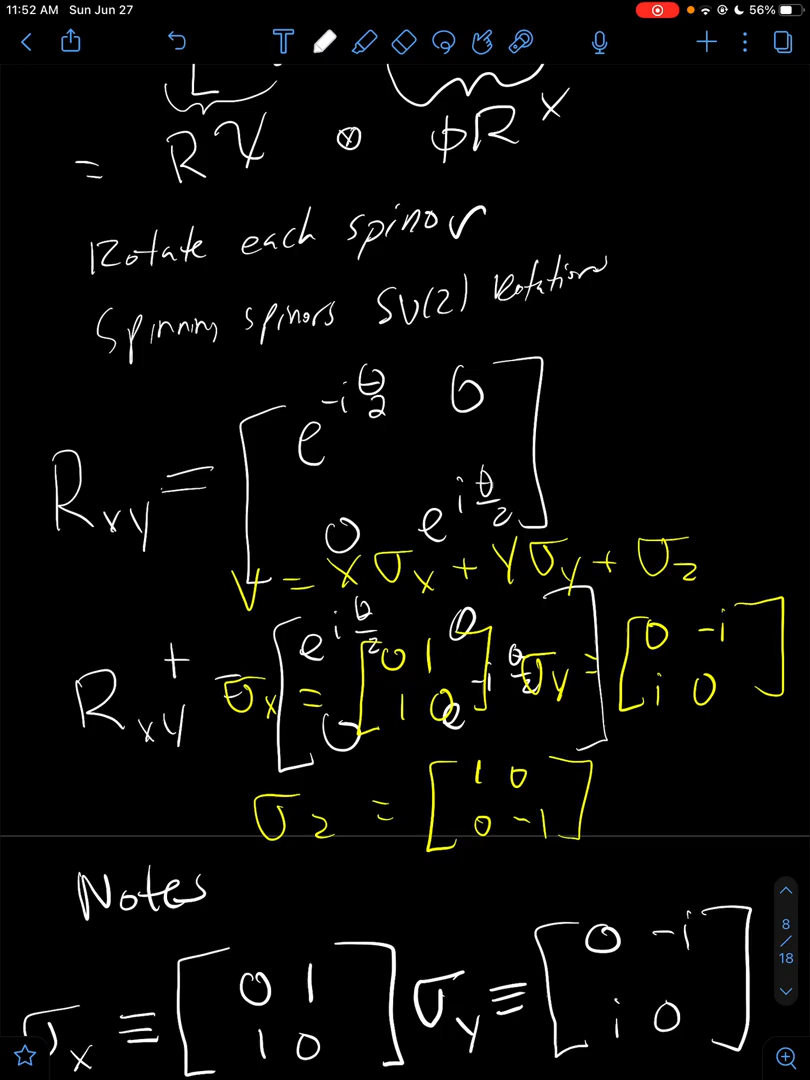 11:52 AM Sun Jun 27 56%
= Rχ ⊗ ϕR^x
Rotate each spinor
Spinning spinors SU(2) Rotations
R_xy = [e^{-iθ/2} 0
0 e^{iθ/2}]
V = xσ_x + yσ_y + σ_z
R_xy^† [e^{iθ/2} 0
0 e^{-iθ/2}]
σ_x = [0 1
1 0] σ_y = [0 -i
i 0]
σ_z = [1 0
0 -1]
Notes
σ_x ≡ [0 1
1 0] σ_y ≡ [0 -i
i 0]
8
/
18